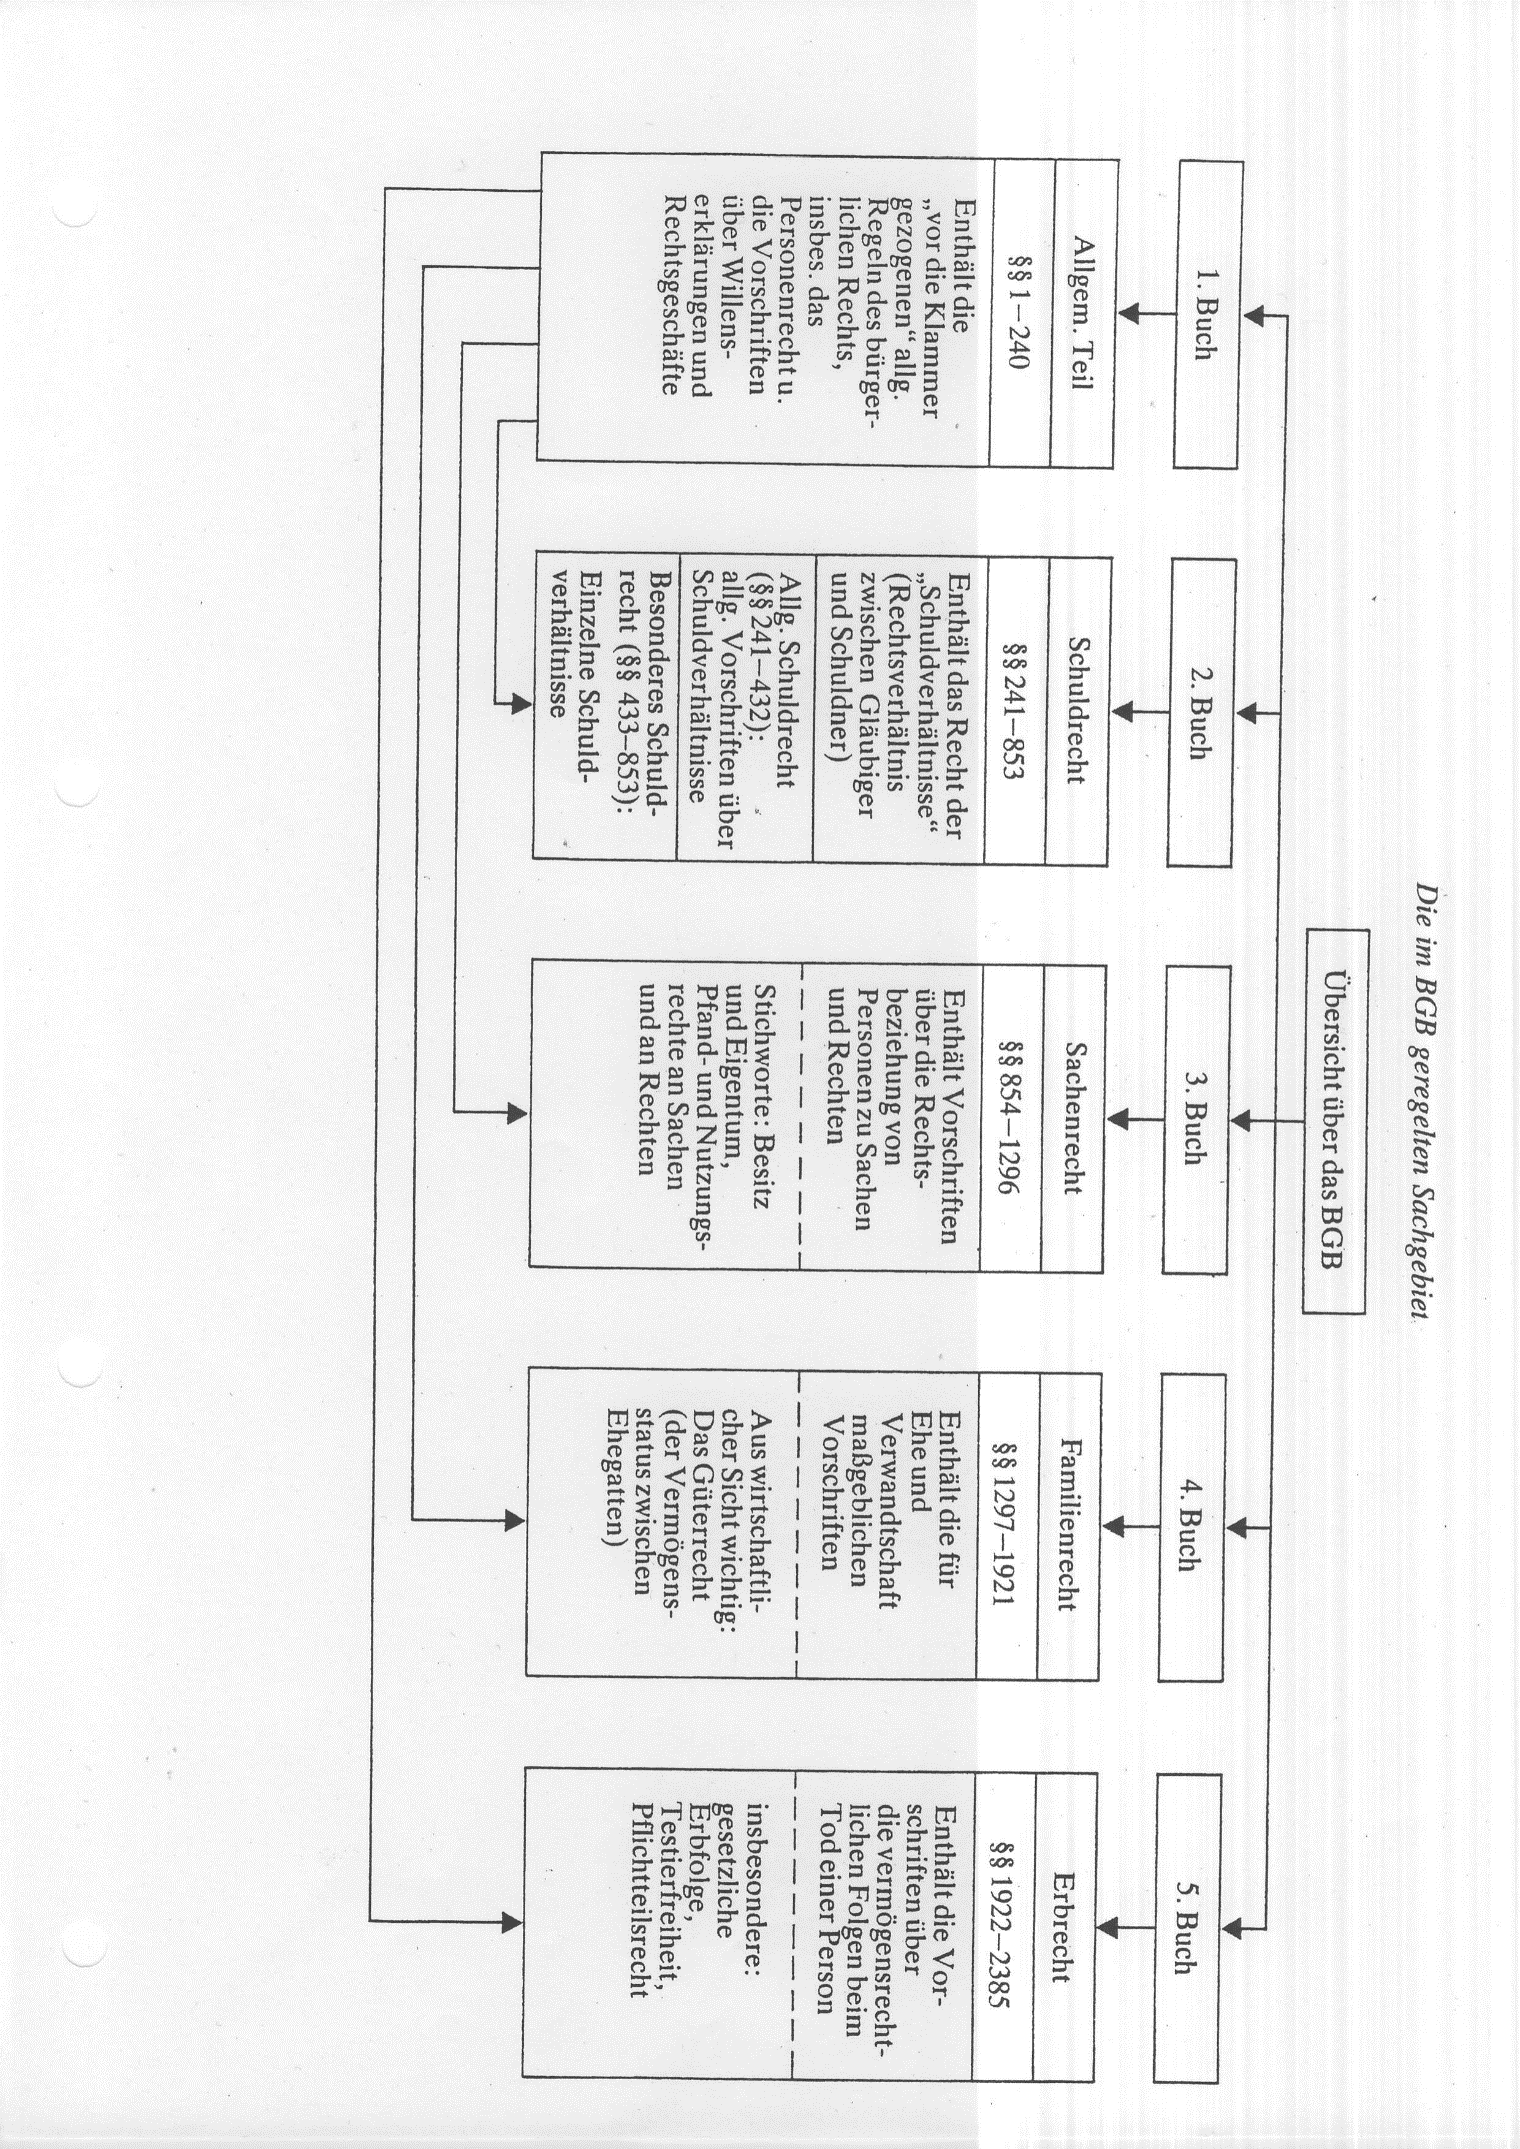 Die im BGB geregelten Sachgebiet
Übersicht über das BGB
1. Buch
Allgem. Teil
§§ 1–240
Enthält die
„vor die Klammer
gezogenen“ allg.
Regeln des bürger-
lichen Rechts,
insbes. das
Personenrecht u.
die Vorschriften
über Willens-
erklärungen und
Rechtsgeschäfte
2. Buch
Schuldrecht
§§ 241–853
Enthält das Recht der
„Schuldverhältnisse“
(Rechtsverhältnis
zwischen Gläubiger
und Schuldner)
Allg. Schuldrecht
(§§ 241–432):
allg. Vorschriften über
Schuldverhältnisse
Besonderes Schuld-
recht (§§ 433–853):
Einzelne Schuld-
verhältnisse
3. Buch
Sachenrecht
§§ 854–1296
Enthält Vorschriften
über die Rechts-
beziehung von
Personen zu Sachen
und Rechten
Stichworte: Besitz
und Eigentum,
Pfand- und Nutzungs-
rechte an Sachen
und an Rechten
4. Buch
Familienrecht
§§ 1297–1921
Enthält die für
Ehe und
Verwandtschaft
maßgeblichen
Vorschriften
Aus wirtschaftli-
cher Sicht wichtig:
Das Güterrecht
(der Vermögens-
status zwischen
Ehegatten)
5. Buch
Erbrecht
§§ 1922–2385
Enthält die Vor-
schriften über
die vermögensrecht-
lichen Folgen beim
Tod einer Person
insbesondere:
gesetzliche
Erbfolge,
Testierfreiheit,
Pflichtteilsrecht